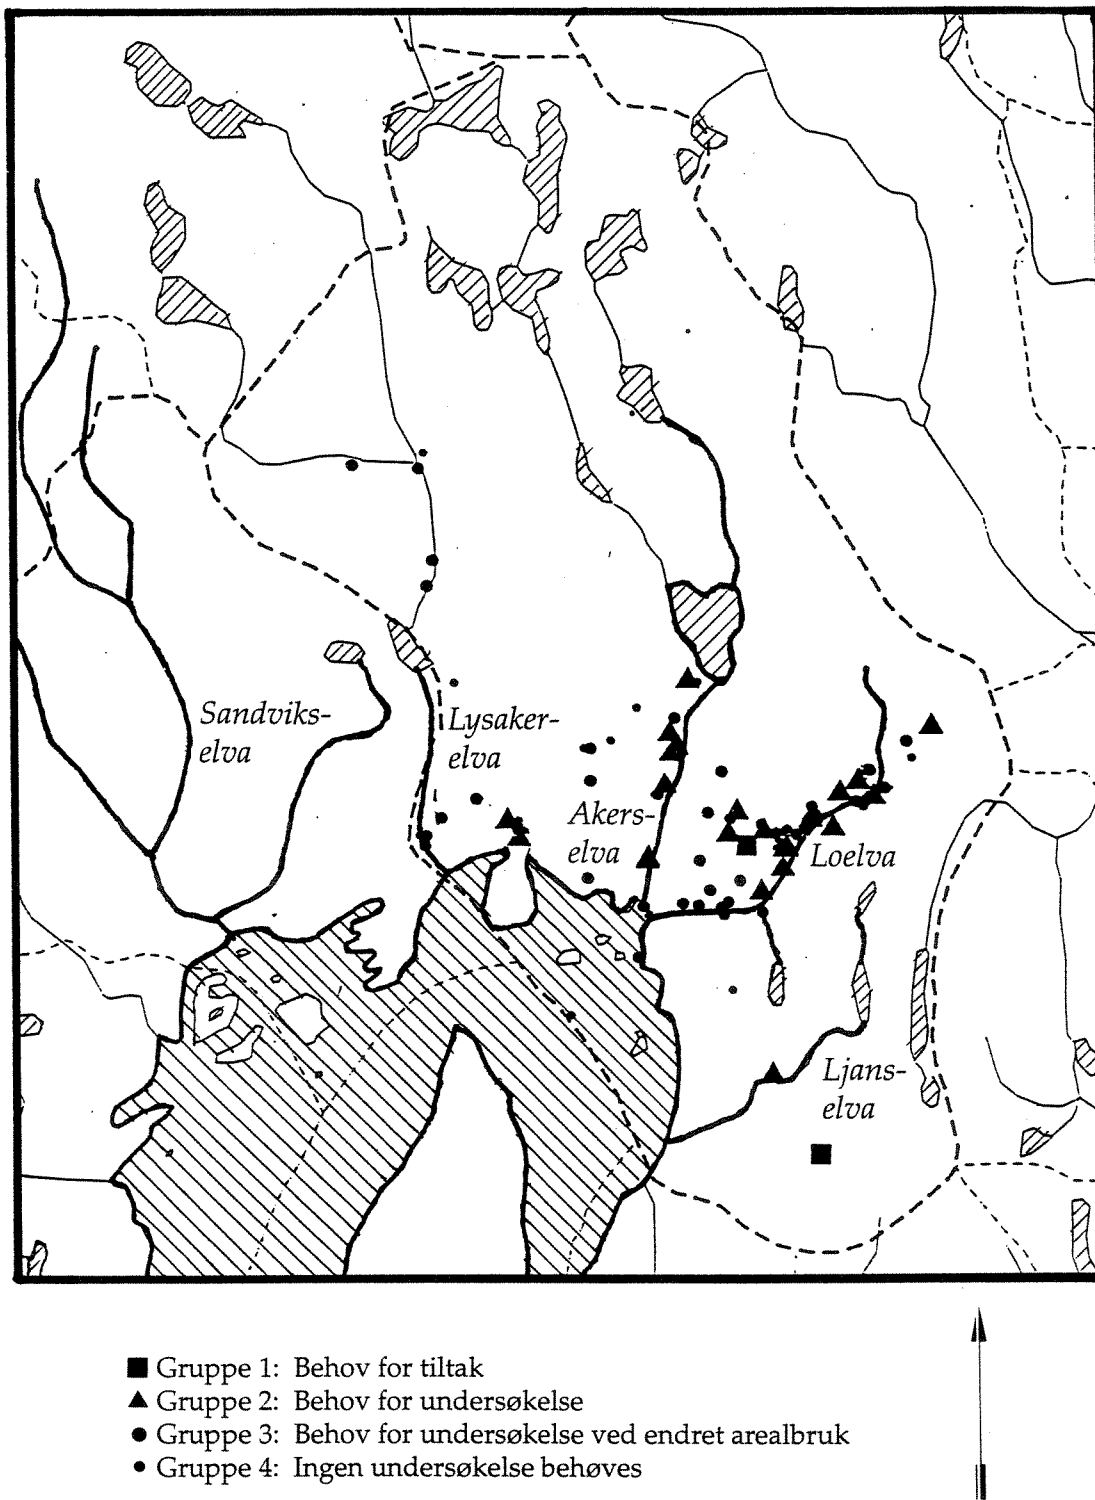 Sandviks-
elva
Lysaker-
elva
Akers-
elva
Loelva
Ljans-
elva
Gruppe 1: Behov for tiltak
Gruppe 2: Behov for undersøkelse
Gruppe 3: Behov for undersøkelse ved endret arealbruk
Gruppe 4: Ingen undersøkelse behøves